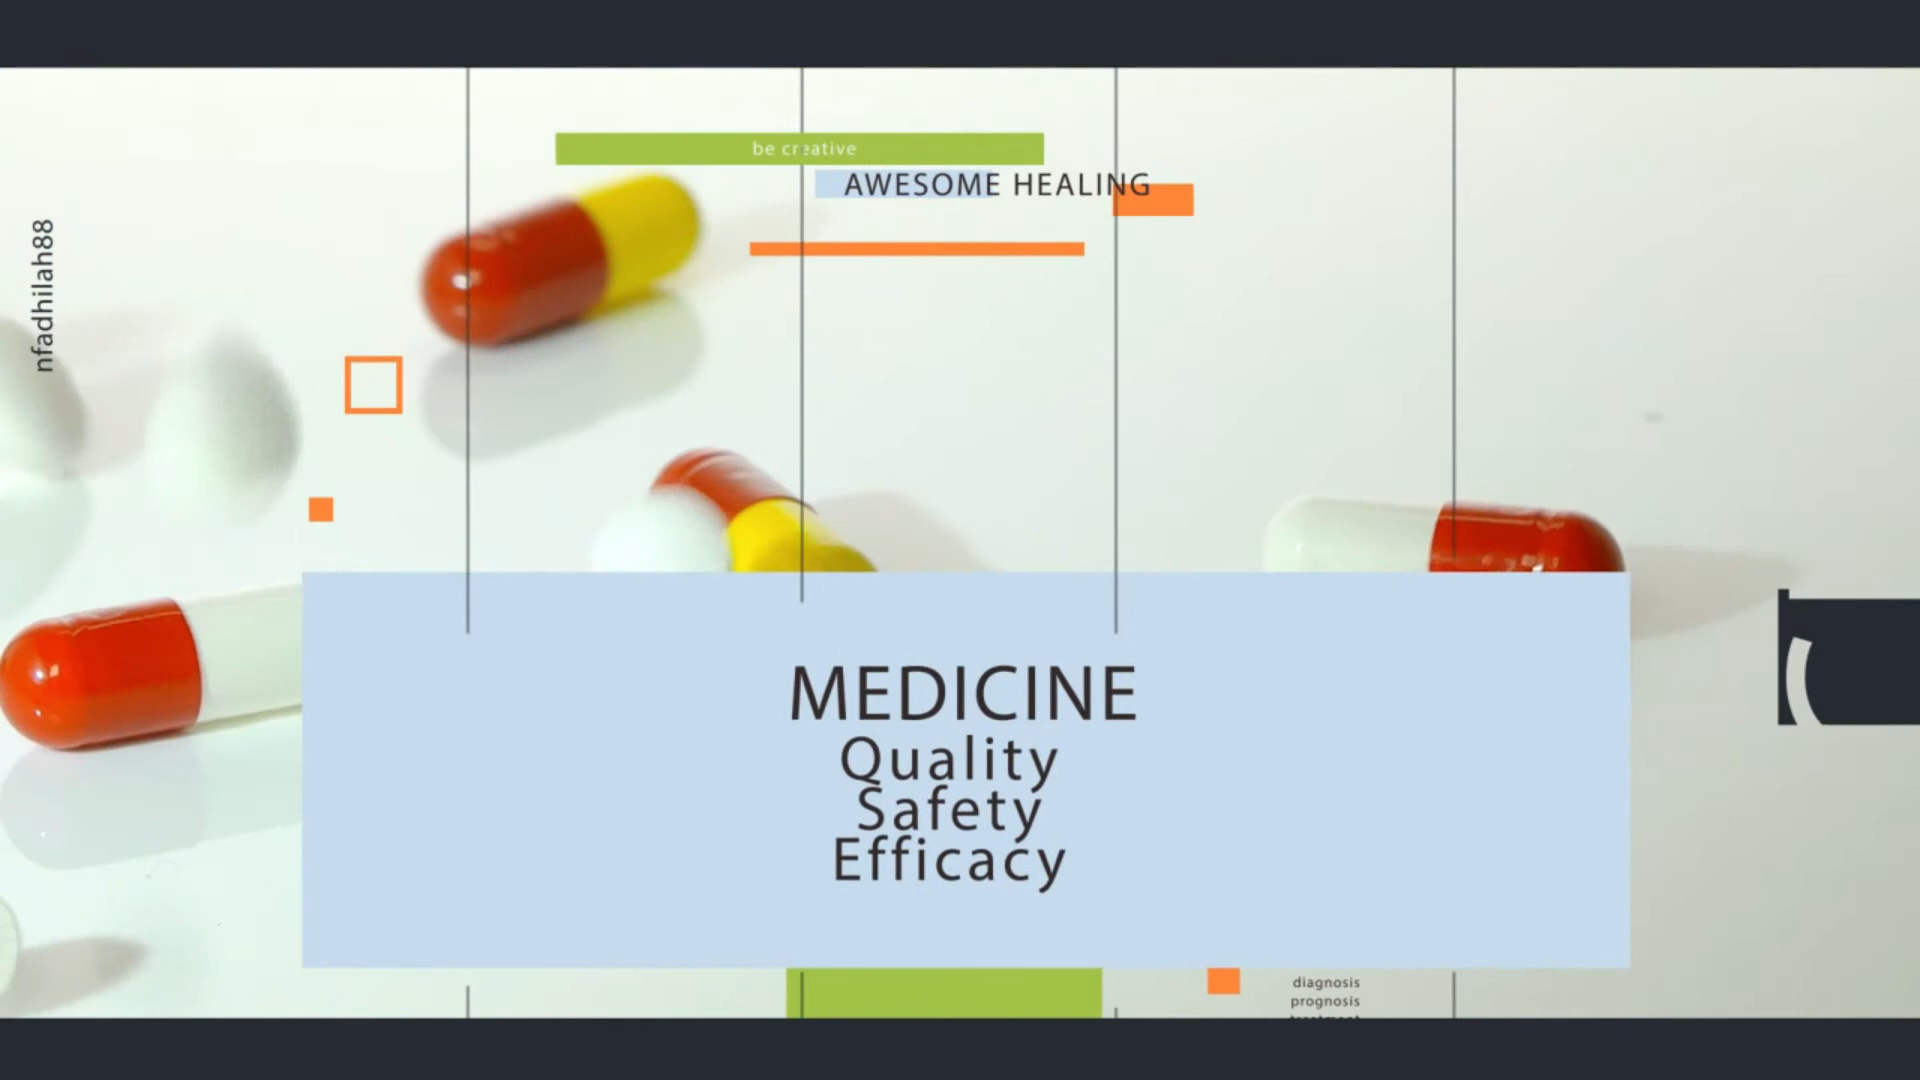 be creative
AWESOME HEALING
nfadhilah88
MEDICINE
Quality
Safety
Efficacy
diagnosis
prognosis